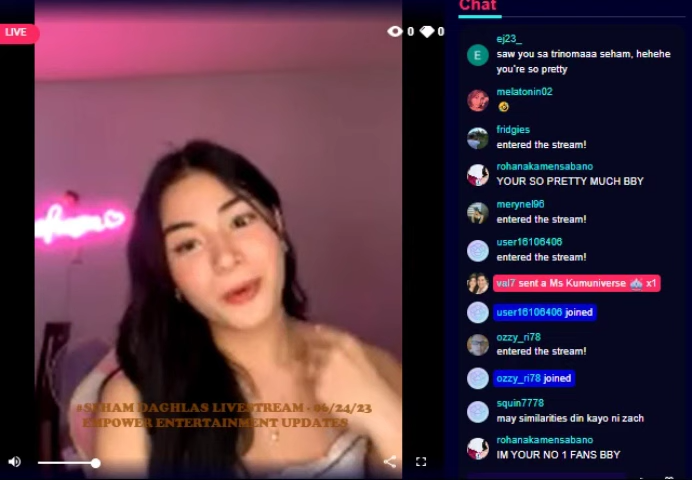 Chat
LIVE
0
0
E
ej23_
saw you sa trinomaaa seham, hehehe
you're so pretty
melatonin02
fridgies
entered the stream!
rohanakamensabano
YOUR SO PRETTY MUCH BBY
merynel96
entered the stream!
user16106406
entered the stream!
vxl7 sent a Ms Kumuniverse x1
user16106406 joined
ozzy_ri78
entered the stream!
ozzy_ri78 joined
squin7778
may similarities din kayo ni zach
rohanakamensabano
IM YOUR NO 1 FANS BBY
#SEHAM DAGHLAS LIVESTREAM - 06/24/23
EMPOWER ENTERTAINMENT UPDATES